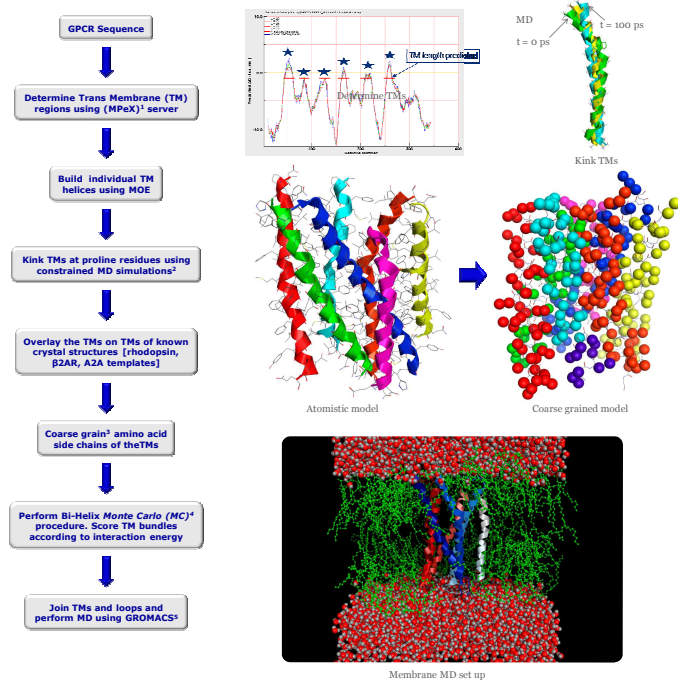 GPCR Sequence
Determine Trans Membrane (TM)
regions using (MPeX)¹ server
Build individual TM
helices using MOE
Kink TMs at proline residues using
constrained MD simulations²
Overlay the TMs on TMs of known
crystal structures [rhodopsin,
β2AR, A2A templates]
Coarse grain³ amino acid
side chains of theTMs
Perform Bi-Helix Monte Carlo (MC)⁴
procedure. Score TM bundles
according to interaction energy
Join TMs and loops and
perform MD using GROMACS⁵
TM length predicted
Determine TMs
MD
t = 100 ps
t = 0 ps
Kink TMs
Atomistic model
Coarse grained model
Membrane MD set up